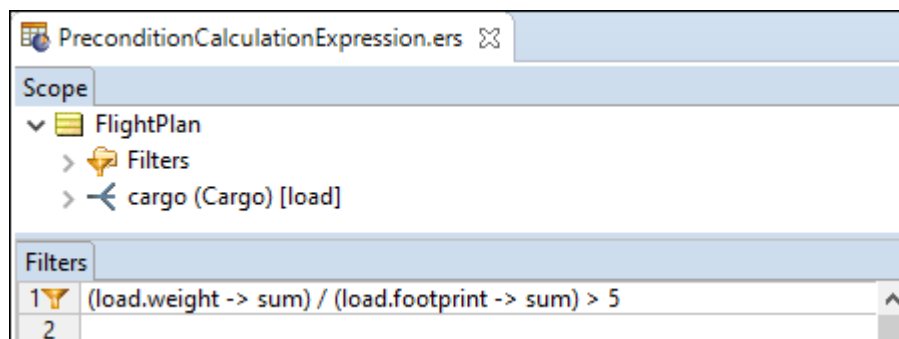 PreconditionCalculationExpression.ers
Scope
FlightPlan
Filters
cargo (Cargo) [load]
Filters
1 (load.weight -> sum) / (load.footprint -> sum) > 5
2